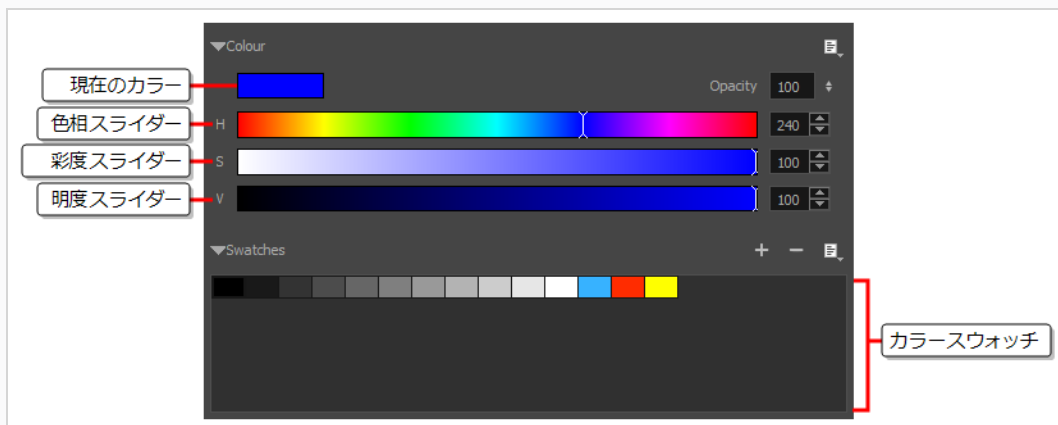 Colour
現在のカラー
Opacity 100
色相スライダー H 240
彩度スライダー S 100
明度スライダー V 100
Swatches + −
カラースウォッチ